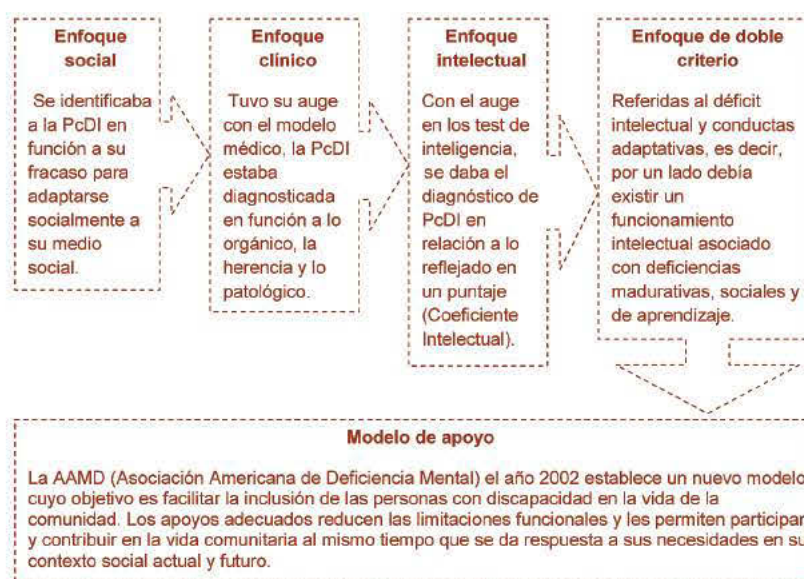 Enfoque
social
Se identificaba
a la PcDI en
función a su
fracaso para
adaptarse
socialmente a
su medio
social.
Enfoque
clínico
Tuvo su auge
con el modelo
médico, la PcDI
estaba
diagnosticada
en función a lo
orgánico, la
herencia y lo
patológico.
Enfoque
intelectual
Con el auge
en los test de
inteligencia,
se daba el
diagnóstico de
PcDI en
relación a lo
reflejado en
un puntaje
(Coeficiente
Intelectual).
Enfoque de doble
criterio
Referidas al déficit
intelectual y conductas
adaptativas, es decir,
por un lado debía
existir un
funcionamiento
intelectual asociado
con deficiencias
madurativas, sociales y
de aprendizaje.
Modelo de apoyo
La AAMD (Asociación Americana de Deficiencia Mental) el año 2002 establece un nuevo modelo
cuyo objetivo es facilitar la inclusión de las personas con discapacidad en la vida de la
comunidad. Los apoyos adecuados reducen las limitaciones funcionales y les permiten participar
y contribuir en la vida comunitaria al mismo tiempo que se da respuesta a sus necesidades en su
contexto social actual y futuro.